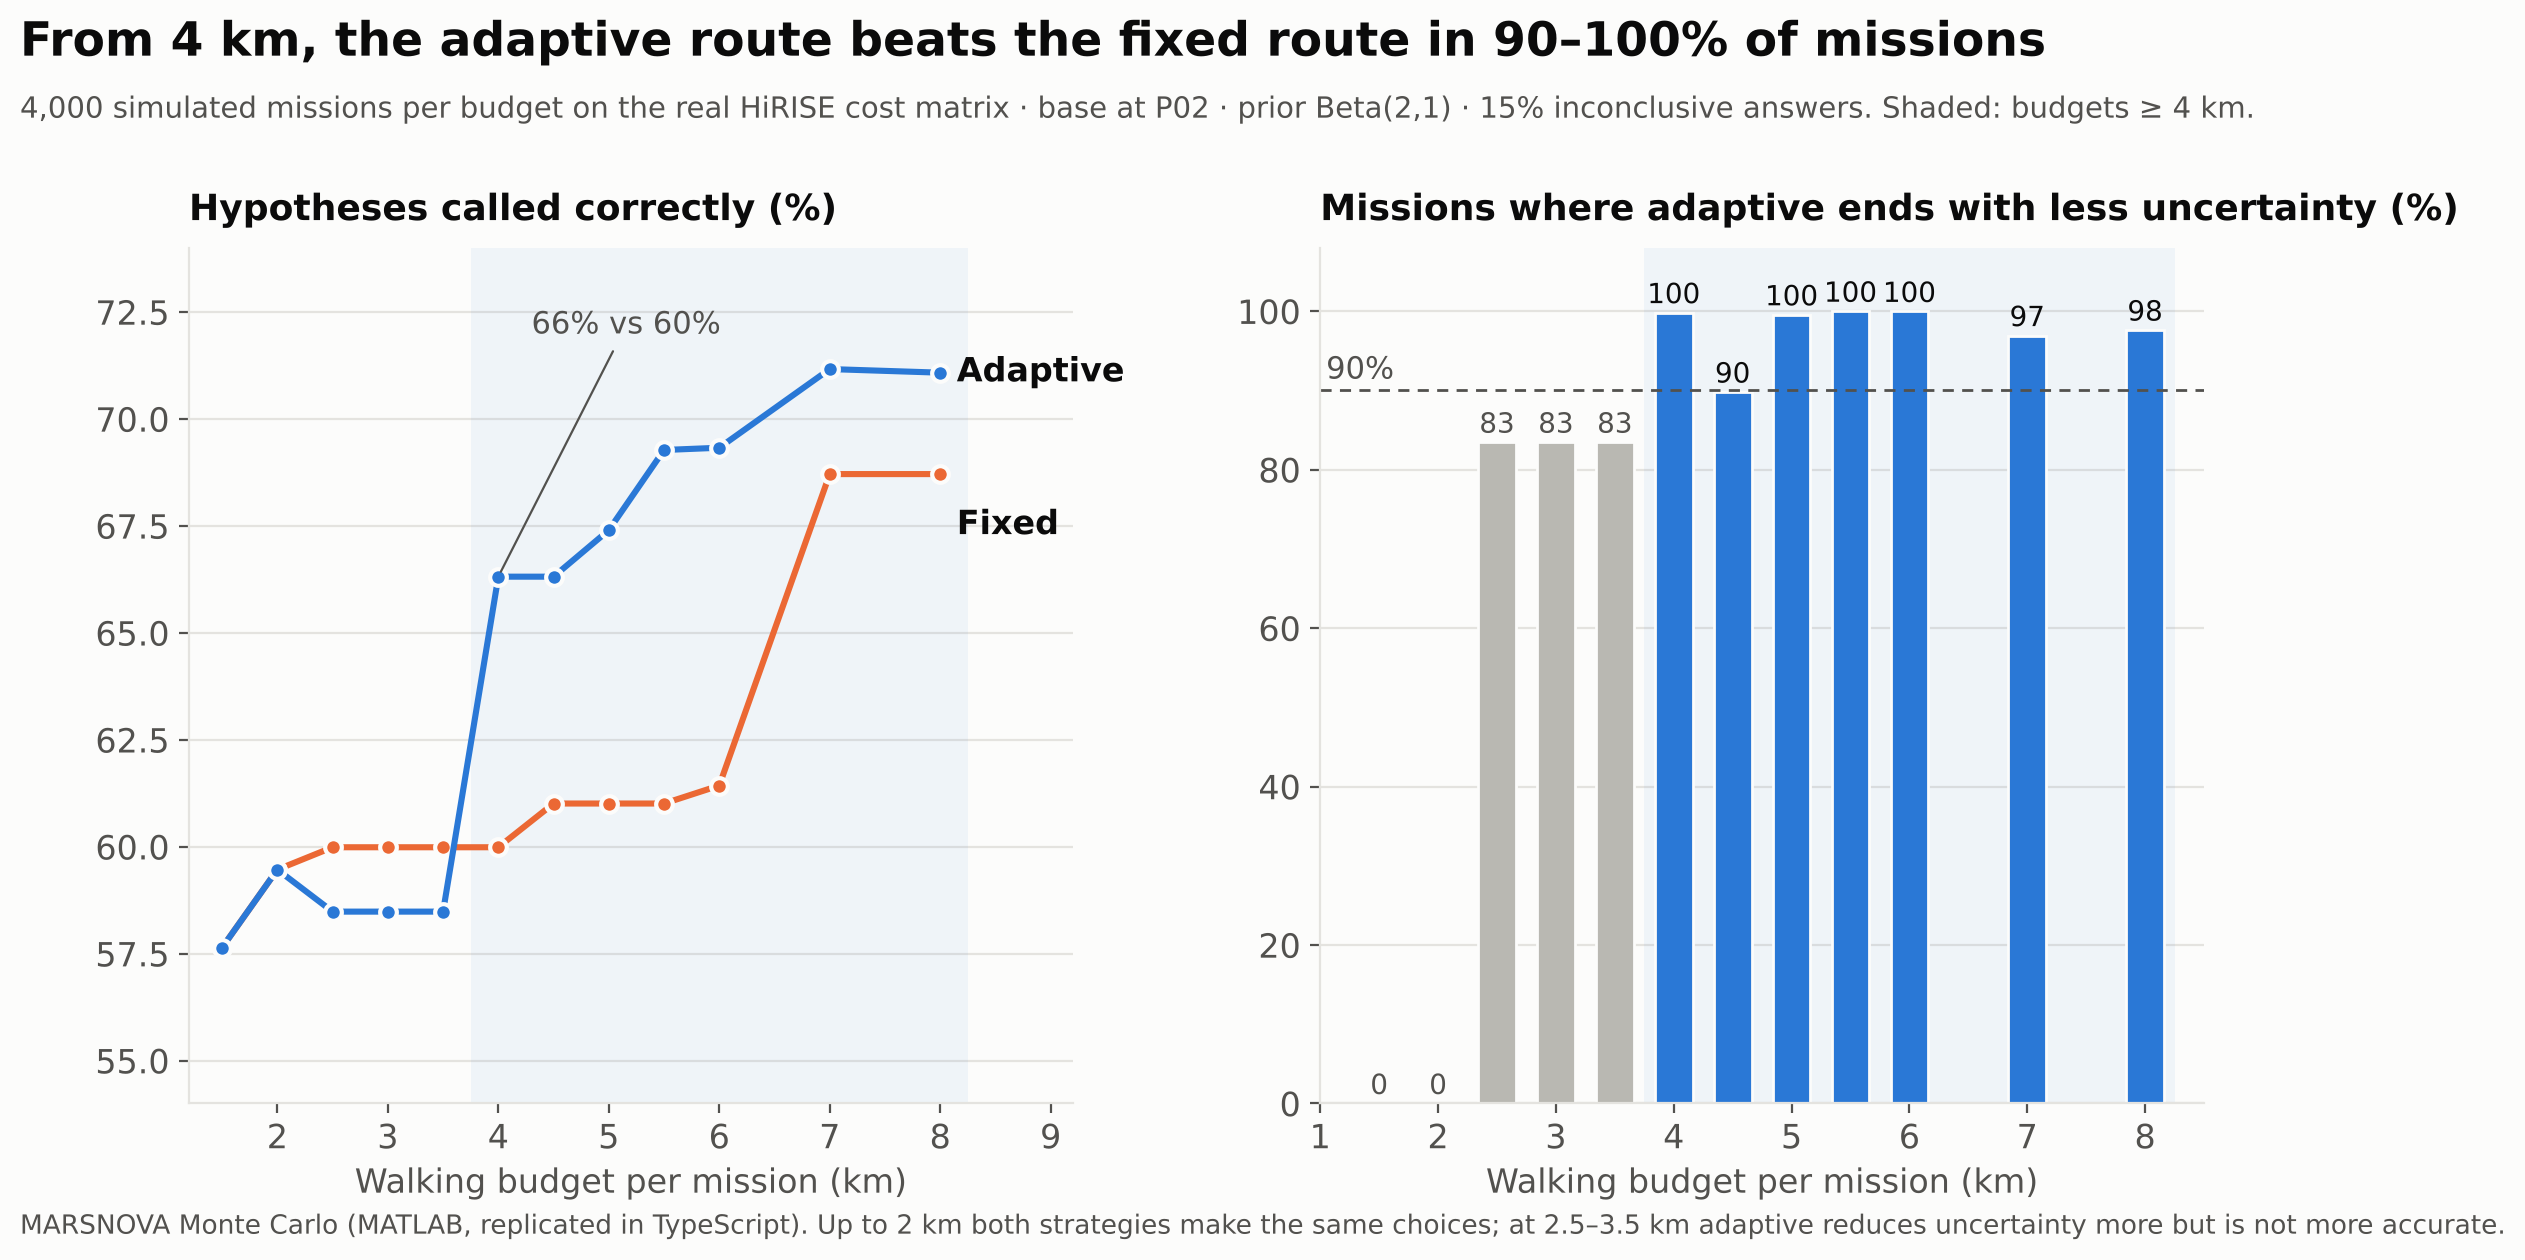 From 4 km, the adaptive route beats the fixed route in 90–100% of missions
4,000 simulated missions per budget on the real HiRISE cost matrix · base at P02 · prior Beta(2,1) · 15% inconclusive answers. Shaded: budgets ≥ 4 km.
Hypotheses called correctly (%)
72.5
70.0
67.5
65.0
62.5
60.0
57.5
55.0
66% vs 60%
Adaptive
Fixed
2 3 4 5 6 7 8 9
Walking budget per mission (km)
Missions where adaptive ends with less uncertainty (%)
100
80
60
40
20
0
90%
0 0 83 83 83 100 90 100 100 100 97 98
1 2 3 4 5 6 7 8
Walking budget per mission (km)
MARSNOVA Monte Carlo (MATLAB, replicated in TypeScript). Up to 2 km both strategies make the same choices; at 2.5–3.5 km adaptive reduces uncertainty more but is not more accurate.